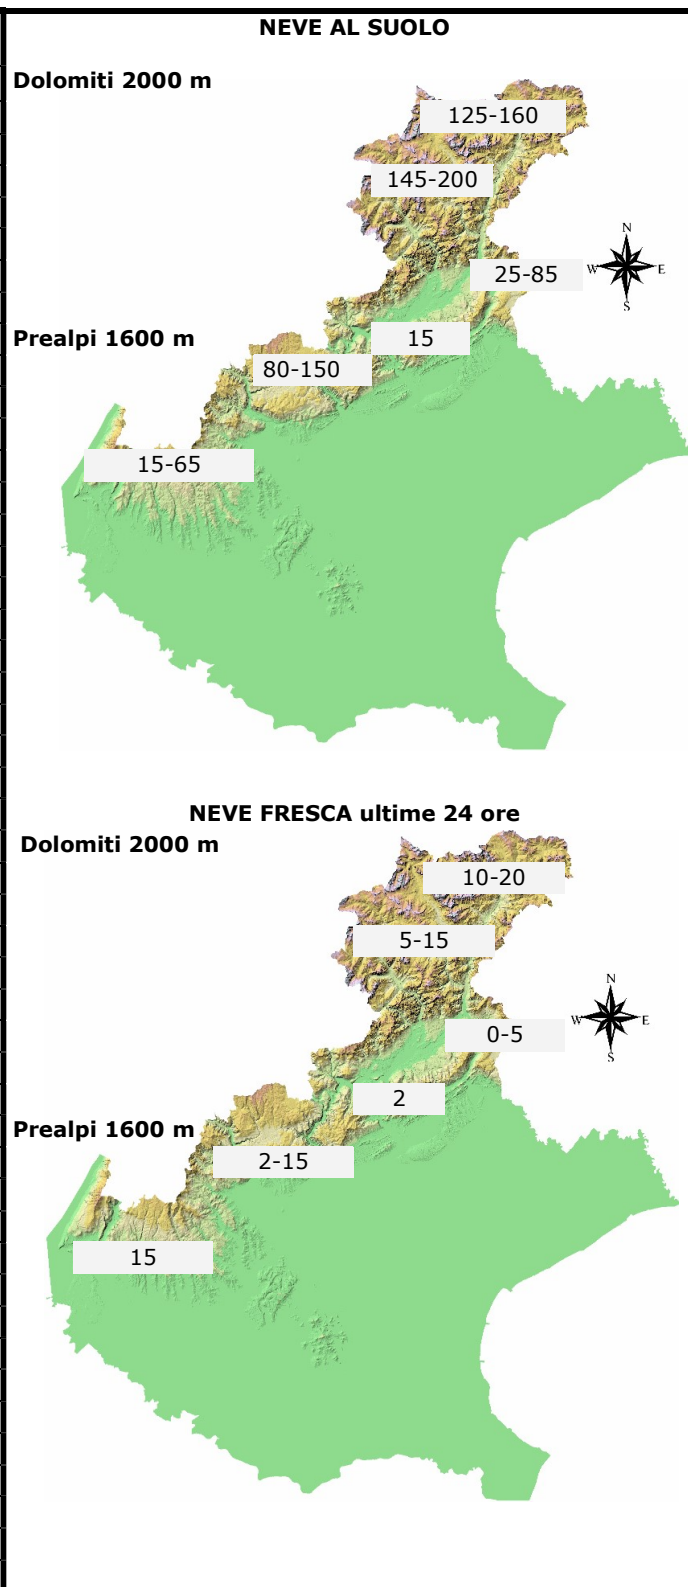 NEVE AL SUOLO
Dolomiti 2000 m
125-160
145-200
N
W E
S
25-85
Prealpi 1600 m
15
80-150
15-65
NEVE FRESCA ultime 24 ore
Dolomiti 2000 m
10-20
5-15
N
W E
S
0-5
2
Prealpi 1600 m
2-15
15